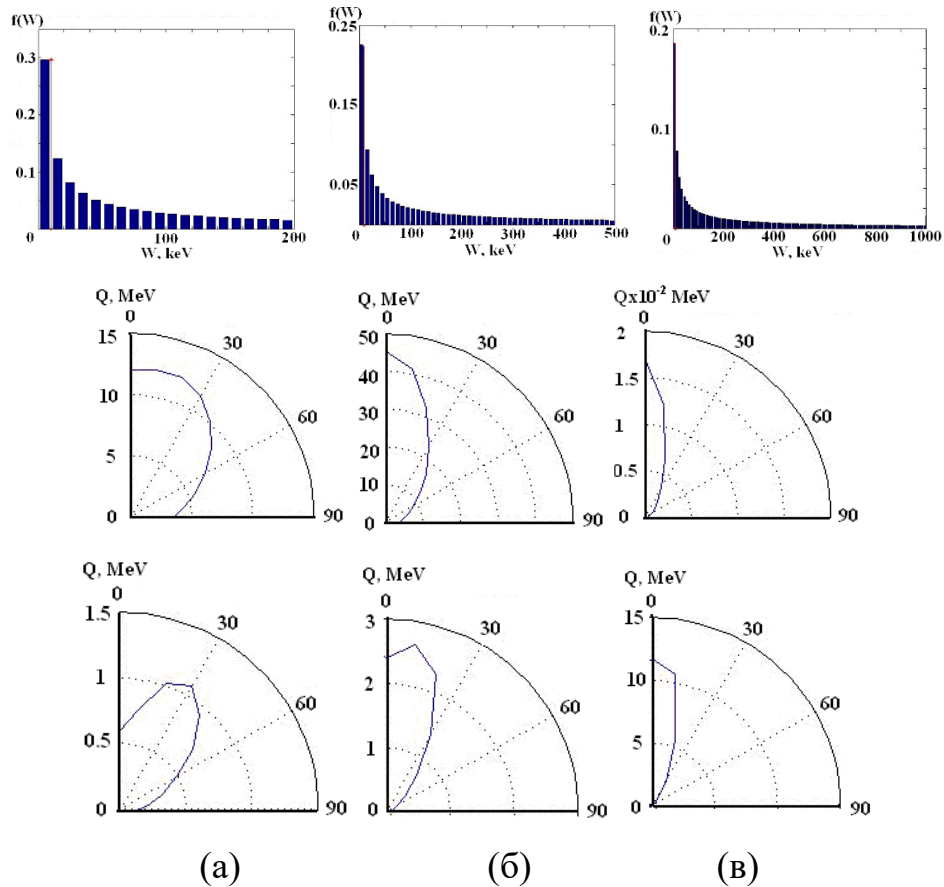 f(W) f(W) f(W)
0.3 0.25 0.2
0.2 0.15 0.1
0.1 0.05
0 100 200 0 100 200 300 400 500 0 200 400 600 800 1000
W, keV W, keV W, keV
Q, MeV Q, MeV Qx10⁻² MeV
0 0 0
15 30 50 30 2 30
10 60 40 60 1.5 60
5 30 1
0 90 20 0.5
10 0 90
0 90
Q, MeV Q, MeV Q, MeV
0 0 0
1.5 30 3 30 15 30
1 60 2 60 10 60
0.5 1 5
0 90 0 90 0 90
(а) (б) (в)